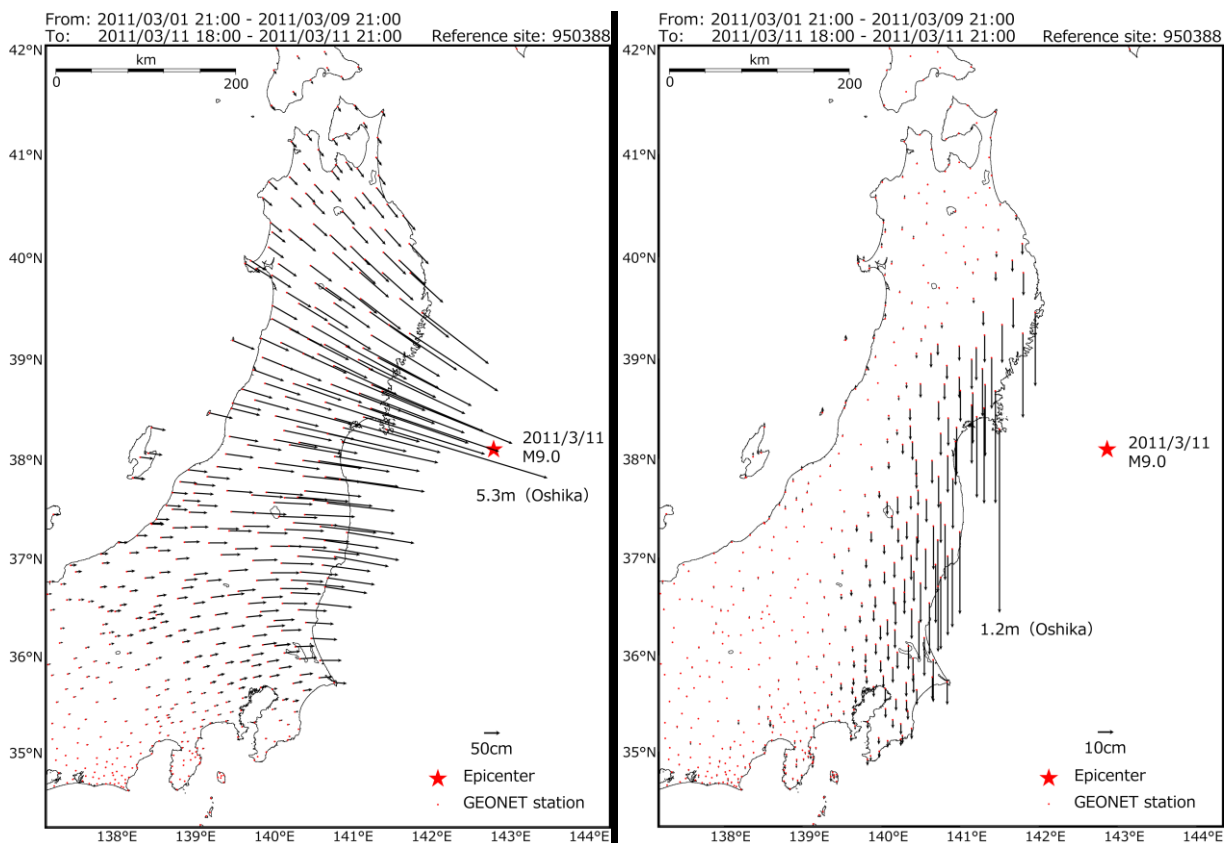 From: 2011/03/01 21:00 - 2011/03/09 21:00
To: 2011/03/11 18:00 - 2011/03/11 21:00 Reference site: 950388
km
0 200
42°N
41°N
40°N
39°N
38°N
37°N
36°N
35°N
2011/3/11
M9.0
5.3m（Oshika）
50cm
Epicenter
GEONET station
138°E 139°E 140°E 141°E 142°E 143°E 144°E
From: 2011/03/01 21:00 - 2011/03/09 21:00
To: 2011/03/11 18:00 - 2011/03/11 21:00 Reference site: 950388
km
0 200
42°N
41°N
40°N
39°N
38°N
37°N
36°N
35°N
2011/3/11
M9.0
1.2m（Oshika）
10cm
Epicenter
GEONET station
138°E 139°E 140°E 141°E 142°E 143°E 144°E